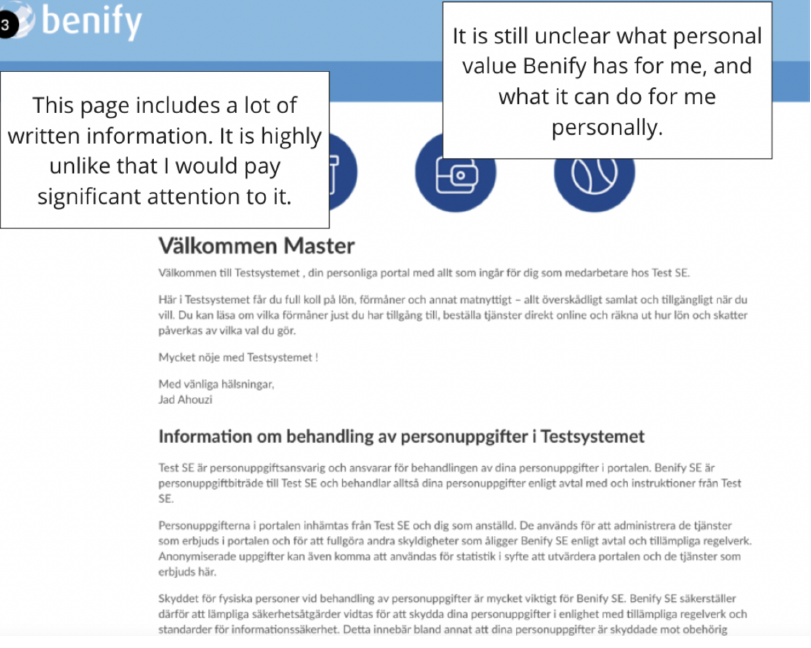 3
benify
It is still unclear what personal
value Benify has for me, and
what it can do for me
personally.
This page includes a lot of
written information. It is highly
unlike that I would pay
significant attention to it.
Välkommen Master
Välkommen till Testsystemet , din personliga portal med allt som ingår för dig som medarbetare hos Test SE.
Här i Testsystemet får du full koll på lön, förmåner och annat matnyttigt – allt överskådligt samlat och tillgängligt när du
vill. Du kan läsa om vilka förmåner just du har tillgång till, beställa tjänster direkt online och räkna ut hur lön och skatter
påverkas av vilka val du gör.
Mycket nöje med Testsystemet !
Med vänliga hälsningar,
Jad Ahouzi
Information om behandling av personuppgifter i Testsystemet
Test SE är personuppgiftsansvarig och ansvarar för behandlingen av dina personuppgifter i portalen. Benify SE är
personuppgiftbiträde till Test SE och behandlar alltså dina personuppgifter enligt avtal med och instruktioner från Test
SE.
Personuppgifterna i portalen inhämtas från Test SE och dig som anställd. De används för att administrera de tjänster
som erbjuds i portalen och för att fullgöra andra skyldigheter som åligger Benify SE enligt avtal och tillämpliga regelverk.
Anonymiserade uppgifter kan även komma att användas för statistik i syfte att utvärdera portalen och de tjänster som
erbjuds här.
Skyddet för fysiska personer vid behandling av personuppgifter är mycket viktigt för Benify SE. Benify SE säkerställer
därför att lämpliga säkerhetsåtgärder vidtas för att skydda dina personuppgifter i enlighet med tillämpliga regelverk och
standarder för informationssäkerhet. Detta innebär bland annat att dina personuppgifter är skyddade mot obehörig